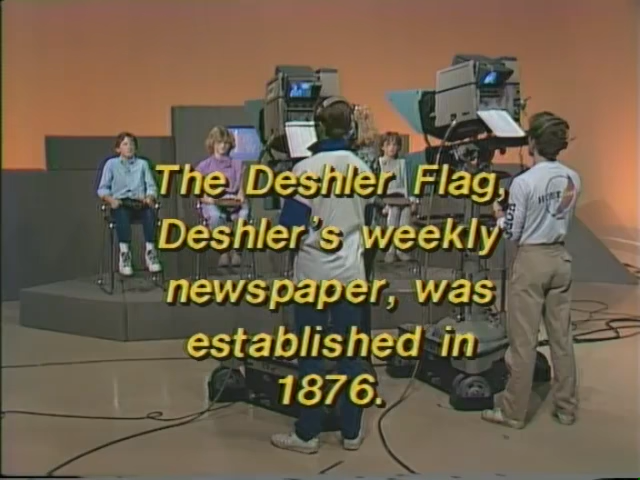 The Deshler Flag,
Deshler's weekly
newspaper, was
established in
1876.